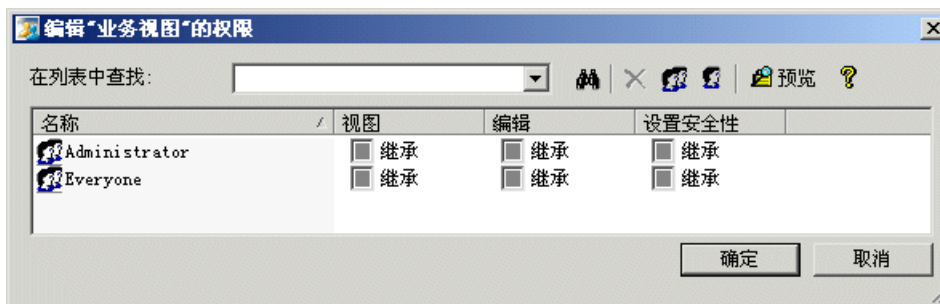 编辑“业务视图”的权限
在列表中查找: 预览
名称 视图 编辑 设置安全性
Administrator 继承 继承 继承
Everyone 继承 继承 继承
确定 取消